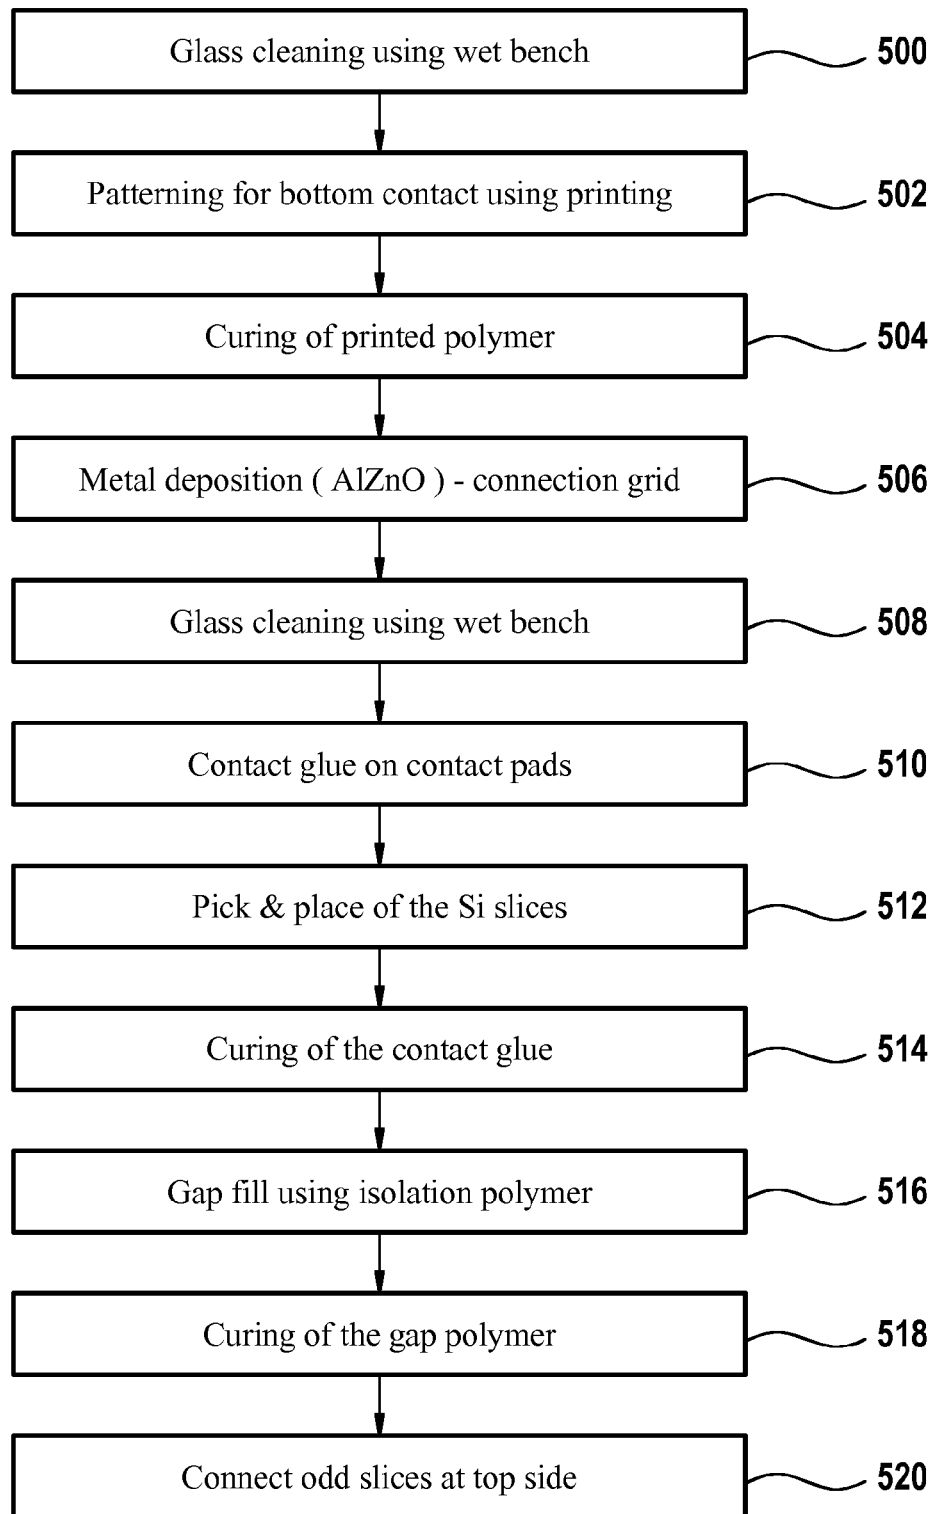 Glass cleaning using wet bench 500
Patterning for bottom contact using printing 502
Curing of printed polymer 504
Metal deposition ( AlZnO ) - connection grid 506
Glass cleaning using wet bench 508
Contact glue on contact pads 510
Pick & place of the Si slices 512
Curing of the contact glue 514
Gap fill using isolation polymer 516
Curing of the gap polymer 518
Connect odd slices at top side 520